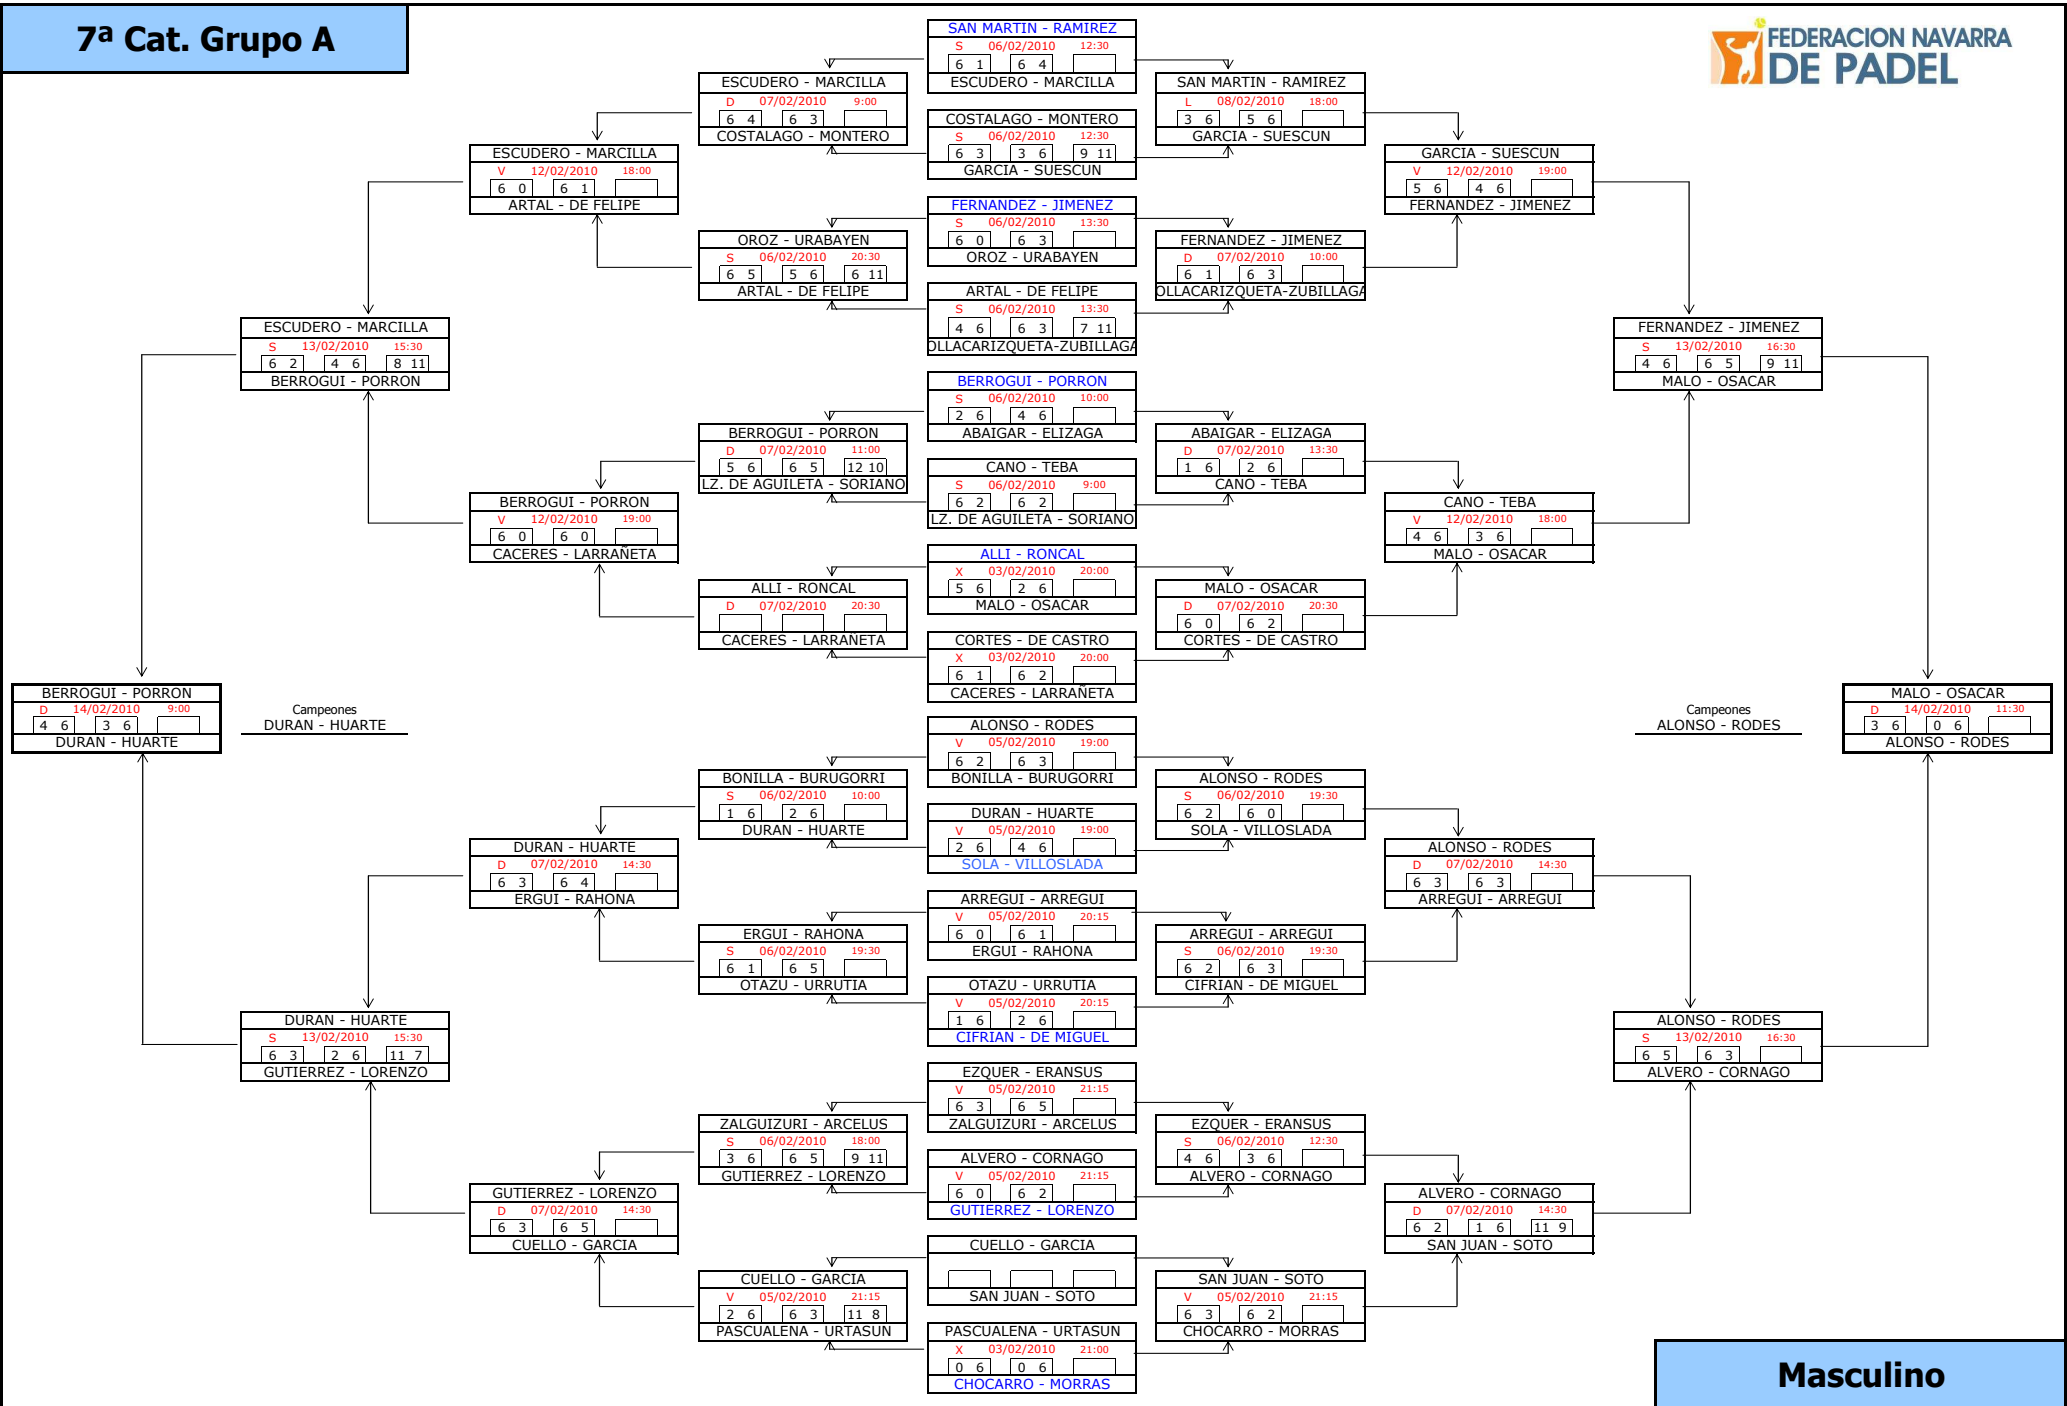 7ª Cat. Grupo A
FEDERACION NAVARRA
DE PADEL
SAN MARTIN - RAMIREZ
S 06/02/2010 12:30
6 1 6 4
ESCUDERO - MARCILLA
COSTALAGO - MONTERO
S 06/02/2010 12:30
6 3 3 6 9 11
GARCIA - SUESCUN
FERNANDEZ - JIMENEZ
S 06/02/2010 13:30
6 0 6 3
OROZ - URABAYEN
ARTAL - DE FELIPE
S 06/02/2010 13:30
4 6 6 3 7 11
OLLACARIZQUETA-ZUBILLAGA
BERROGUI - PORRON
S 06/02/2010 10:00
2 6 4 6
ABAIGAR - ELIZAGA
CANO - TEBA
S 06/02/2010 9:00
6 2 6 2
LZ. DE AGUILETA - SORIANO
ALLI - RONCAL
X 03/02/2010 20:00
5 6 2 6
MALO - OSACAR
CORTES - DE CASTRO
X 03/02/2010 20:00
6 1 6 2
CACERES - LARRAÑETA
ALONSO - RODES
V 05/02/2010 19:00
6 2 6 3
BONILLA - BURUGORRI
DURAN - HUARTE
V 05/02/2010 19:00
2 6 4 6
SOLA - VILLOSLADA
ARREGUI - ARREGUI
V 05/02/2010 20:15
6 0 6 1
ERGUI - RAHONA
OTAZU - URRUTIA
V 05/02/2010 20:15
1 6 2 6
CIFRIAN - DE MIGUEL
EZQUER - ERANSUS
V 05/02/2010 21:15
6 3 6 5
ZALGUIZURI - ARCELUS
ALVERO - CORNAGO
V 05/02/2010 21:15
6 0 6 2
GUTIERREZ - LORENZO
CUELLO - GARCIA
SAN JUAN - SOTO
PASCUALENA - URTASUN
X 03/02/2010 21:00
0 6 0 6
CHOCARRO - MORRAS
ESCUDERO - MARCILLA
D 07/02/2010 9:00
6 4 6 3
COSTALAGO - MONTERO
OROZ - URABAYEN
S 06/02/2010 20:30
6 5 5 6 6 11
ARTAL - DE FELIPE
BERROGUI - PORRON
D 07/02/2010 11:00
5 6 6 5 12 10
LZ. DE AGUILETA - SORIANO
ALLI - RONCAL
D 07/02/2010 20:30
CACERES - LARRAÑETA
BONILLA - BURUGORRI
S 06/02/2010 10:00
1 6 2 6
DURAN - HUARTE
ERGUI - RAHONA
S 06/02/2010 19:30
6 1 6 5
OTAZU - URRUTIA
ZALGUIZURI - ARCELUS
S 06/02/2010 18:00
3 6 6 5 9 11
GUTIERREZ - LORENZO
CUELLO - GARCIA
V 05/02/2010 21:15
2 6 6 3 11 8
PASCUALENA - URTASUN
ESCUDERO - MARCILLA
V 12/02/2010 18:00
6 0 6 1
ARTAL - DE FELIPE
BERROGUI - PORRON
V 12/02/2010 19:00
6 0 6 0
CACERES - LARRAÑETA
DURAN - HUARTE
D 07/02/2010 14:30
6 3 6 4
ERGUI - RAHONA
GUTIERREZ - LORENZO
D 07/02/2010 14:30
6 3 6 5
CUELLO - GARCIA
ESCUDERO - MARCILLA
S 13/02/2010 15:30
6 2 4 6 8 11
BERROGUI - PORRON
DURAN - HUARTE
S 13/02/2010 15:30
6 3 2 6 11 7
GUTIERREZ - LORENZO
BERROGUI - PORRON
D 14/02/2010 9:00
4 6 3 6
DURAN - HUARTE
Campeones
DURAN - HUARTE
SAN MARTIN - RAMIREZ
L 08/02/2010 18:00
3 6 5 6
GARCIA - SUESCUN
FERNANDEZ - JIMENEZ
D 07/02/2010 10:00
6 1 6 3
OLLACARIZQUETA-ZUBILLAGA
ABAIGAR - ELIZAGA
D 07/02/2010 13:30
1 6 2 6
CANO - TEBA
MALO - OSACAR
D 07/02/2010 20:30
6 0 6 2
CORTES - DE CASTRO
ALONSO - RODES
S 06/02/2010 19:30
6 2 6 0
SOLA - VILLOSLADA
ARREGUI - ARREGUI
S 06/02/2010 19:30
6 2 6 3
CIFRIAN - DE MIGUEL
EZQUER - ERANSUS
S 06/02/2010 12:30
4 6 3 6
ALVERO - CORNAGO
SAN JUAN - SOTO
V 05/02/2010 21:15
6 3 6 2
CHOCARRO - MORRAS
GARCIA - SUESCUN
V 12/02/2010 19:00
5 6 4 6
FERNANDEZ - JIMENEZ
CANO - TEBA
V 12/02/2010 18:00
4 6 3 6
MALO - OSACAR
ALONSO - RODES
D 07/02/2010 14:30
6 3 6 3
ARREGUI - ARREGUI
ALVERO - CORNAGO
D 07/02/2010 14:30
6 2 1 6 11 9
SAN JUAN - SOTO
FERNANDEZ - JIMENEZ
S 13/02/2010 16:30
4 6 6 5 9 11
MALO - OSACAR
ALONSO - RODES
S 13/02/2010 16:30
6 5 6 3
ALVERO - CORNAGO
Campeones
ALONSO - RODES
MALO - OSACAR
D 14/02/2010 11:30
3 6 0 6
ALONSO - RODES
Masculino